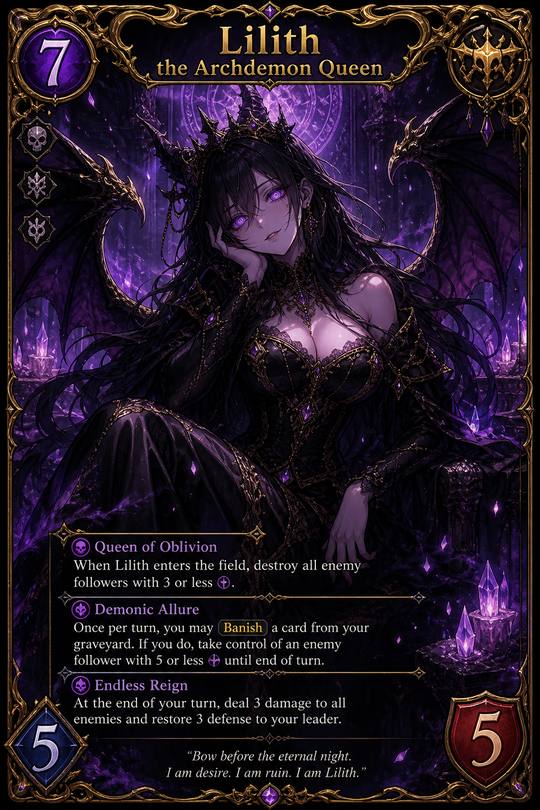 7
Lilith
the Archdemon Queen
Queen of Oblivion
When Lilith enters the field, destroy all enemy
followers with 3 or less .
Demonic Allure
Once per turn, you may Banish a card from your
graveyard. If you do, take control of an enemy
follower with 5 or less until end of turn.
Endless Reign
At the end of your turn, deal 3 damage to all
enemies and restore 3 defense to your leader.
5
5
“Bow before the eternal night.
I am desire. I am ruin. I am Lilith.”